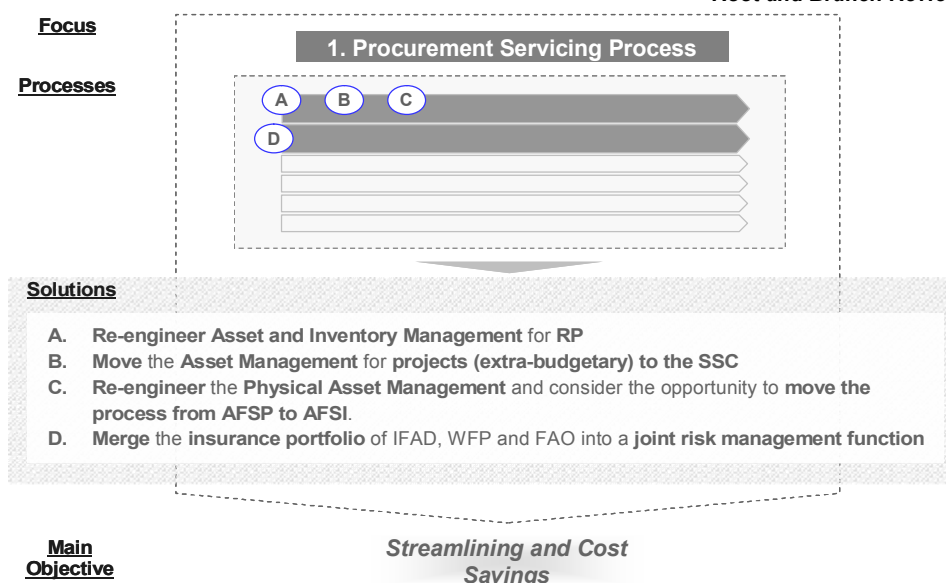 Focus
1. Procurement Servicing Process
Processes
A B C
D
Solutions
A. Re-engineer Asset and Inventory Management for RP
B. Move the Asset Management for projects (extra-budgetary) to the SSC
C. Re-engineer the Physical Asset Management and consider the opportunity to move the
process from AFSP to AFSI.
D. Merge the insurance portfolio of IFAD, WFP and FAO into a joint risk management function
Main
Objective
Streamlining and Cost
Savings